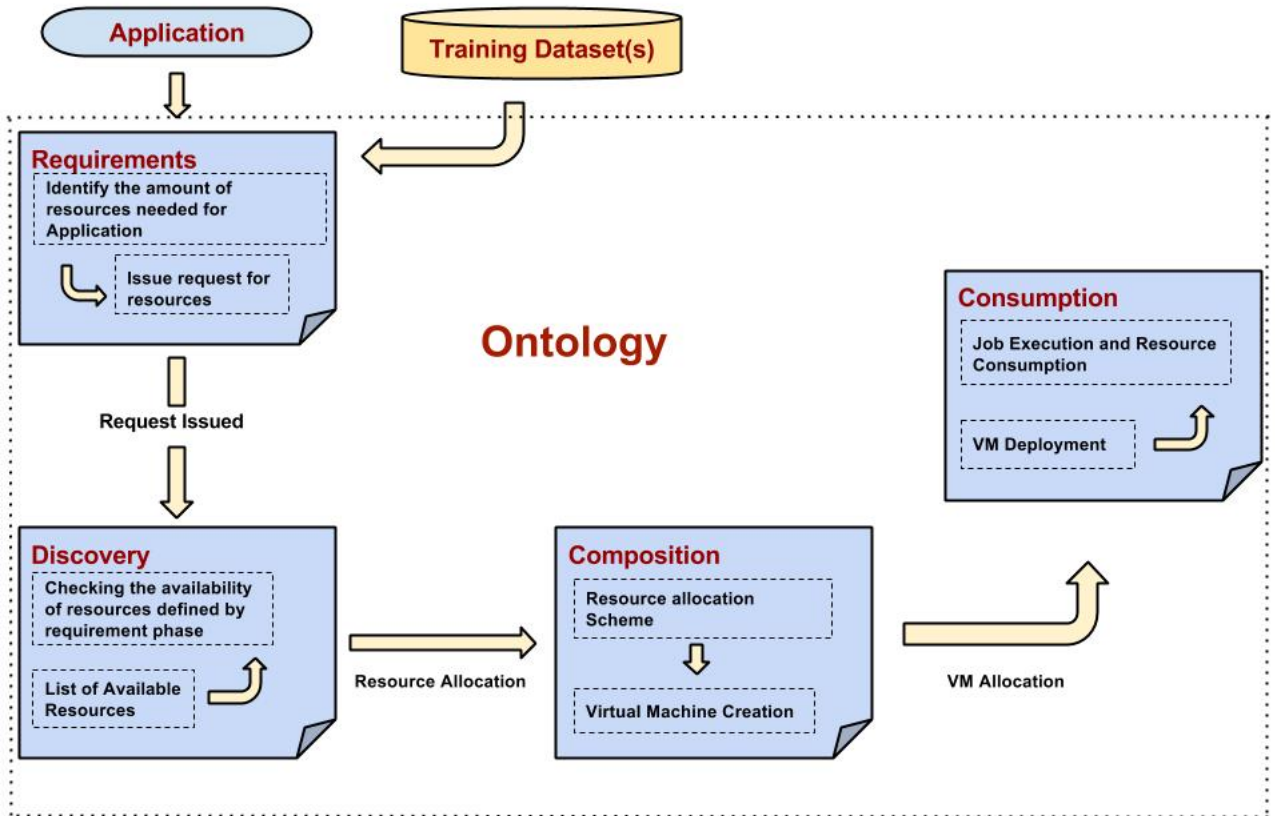 Application
Training Dataset(s)
Requirements
Identify the amount of
resources needed for
Application
Issue request for
resources
Request Issued
Ontology
Consumption
Job Execution and Resource
Consumption
VM Deployment
Discovery
Checking the availability
of resources defined by
requirement phase
List of Available
Resources
Resource Allocation
Composition
Resource allocation
Scheme
Virtual Machine Creation
VM Allocation